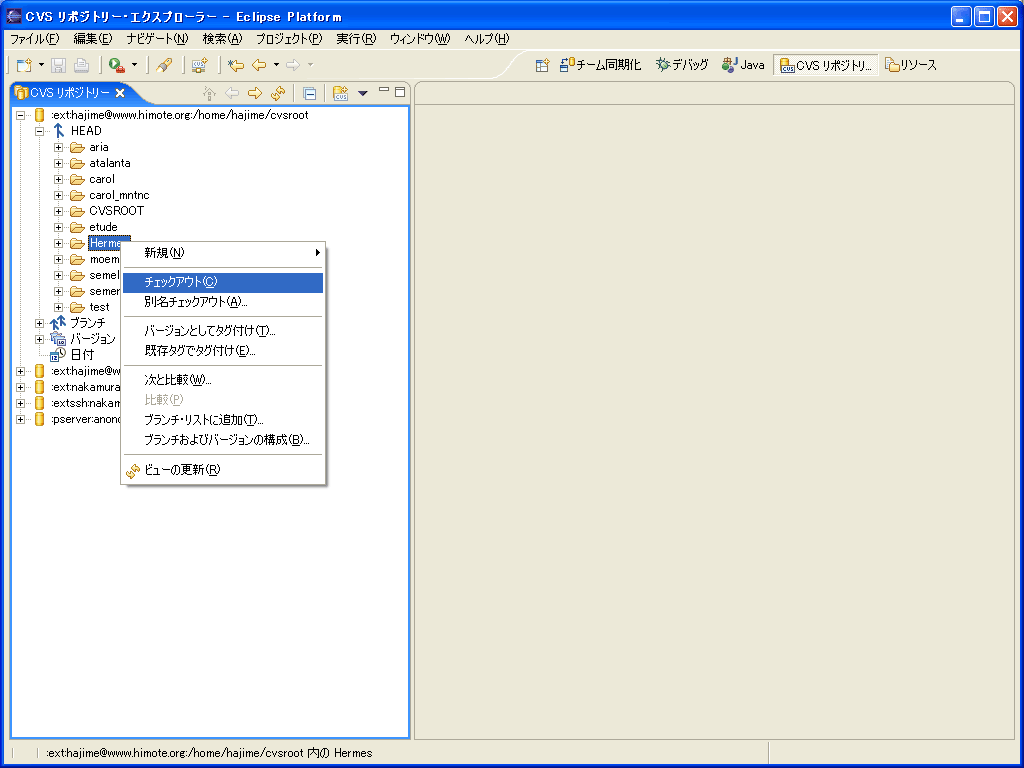 CVS リポジトリー・エクスプローラー - Eclipse Platform
ファイル(F) 編集(E) ナビゲート(N) 検索(A) プロジェクト(P) 実行(R) ウィンドウ(W) ヘルプ(H)
チーム同期化 デバッグ Java CVS リポジトリ... リソース
CVS リポジトリー
:ext:hajime@www.himote.org:/home/hajime/cvsroot
HEAD
aria
atalanta
carol
carol_mntnc
CVSROOT
etude
Herme
moem
semel
semer
test
ブランチ
バージョン
日付
:ext:hajime@w
:ext:nakamura
:extssh:nakam
:pserver:anono
新規(N)
チェックアウト(C)
別名チェックアウト(A)...
バージョンとしてタグ付け(T)...
既存タグでタグ付け(E)...
次と比較(W)...
比較(P)
ブランチ・リストに追加(T)...
ブランチおよびバージョンの構成(B)...
ビューの更新(R)
:ext:hajime@www.himote.org:/home/hajime/cvsroot 内の Hermes